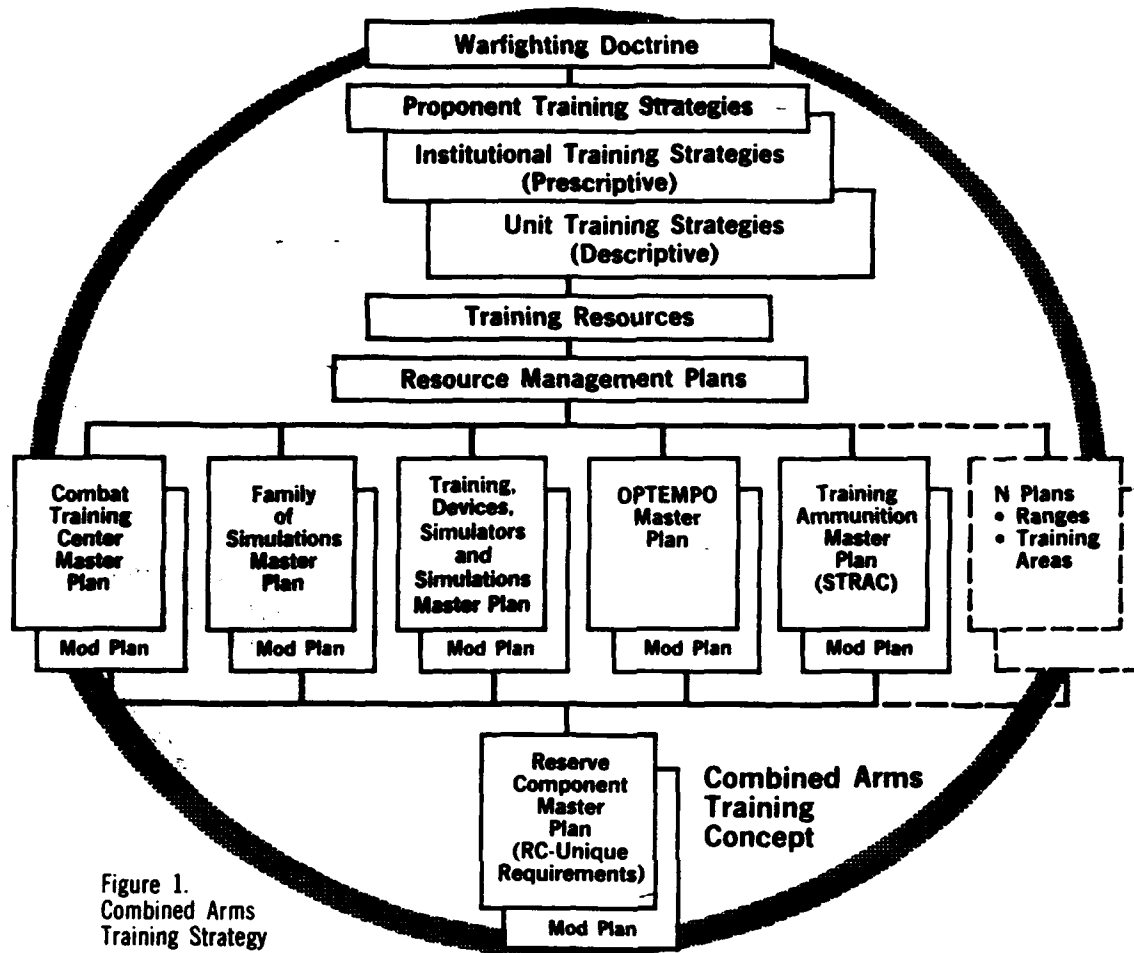 Warfighting Doctrine
Proponent Training Strategies
Institutional Training Strategies
(Prescriptive)
Unit Training Strategies
(Descriptive)
Training Resources
Resource Management Plans
Combat
Training
Center
Master
Plan
Mod Plan
Family
of
Simulations
Master
Plan
Mod Plan
Training,
Devices,
Simulators
and
Simulations
Master Plan
Mod Plan
OPTEMPO
Master
Plan
Mod Plan
Training
Ammunition
Master
Plan
(STRAC)
Mod Plan
N Plans
• Ranges
• Training
Areas
Reserve
Component
Master
Plan
(RC-Unique
Requirements)
Mod Plan
Combined Arms
Training
Concept
Figure 1.
Combined Arms
Training Strategy